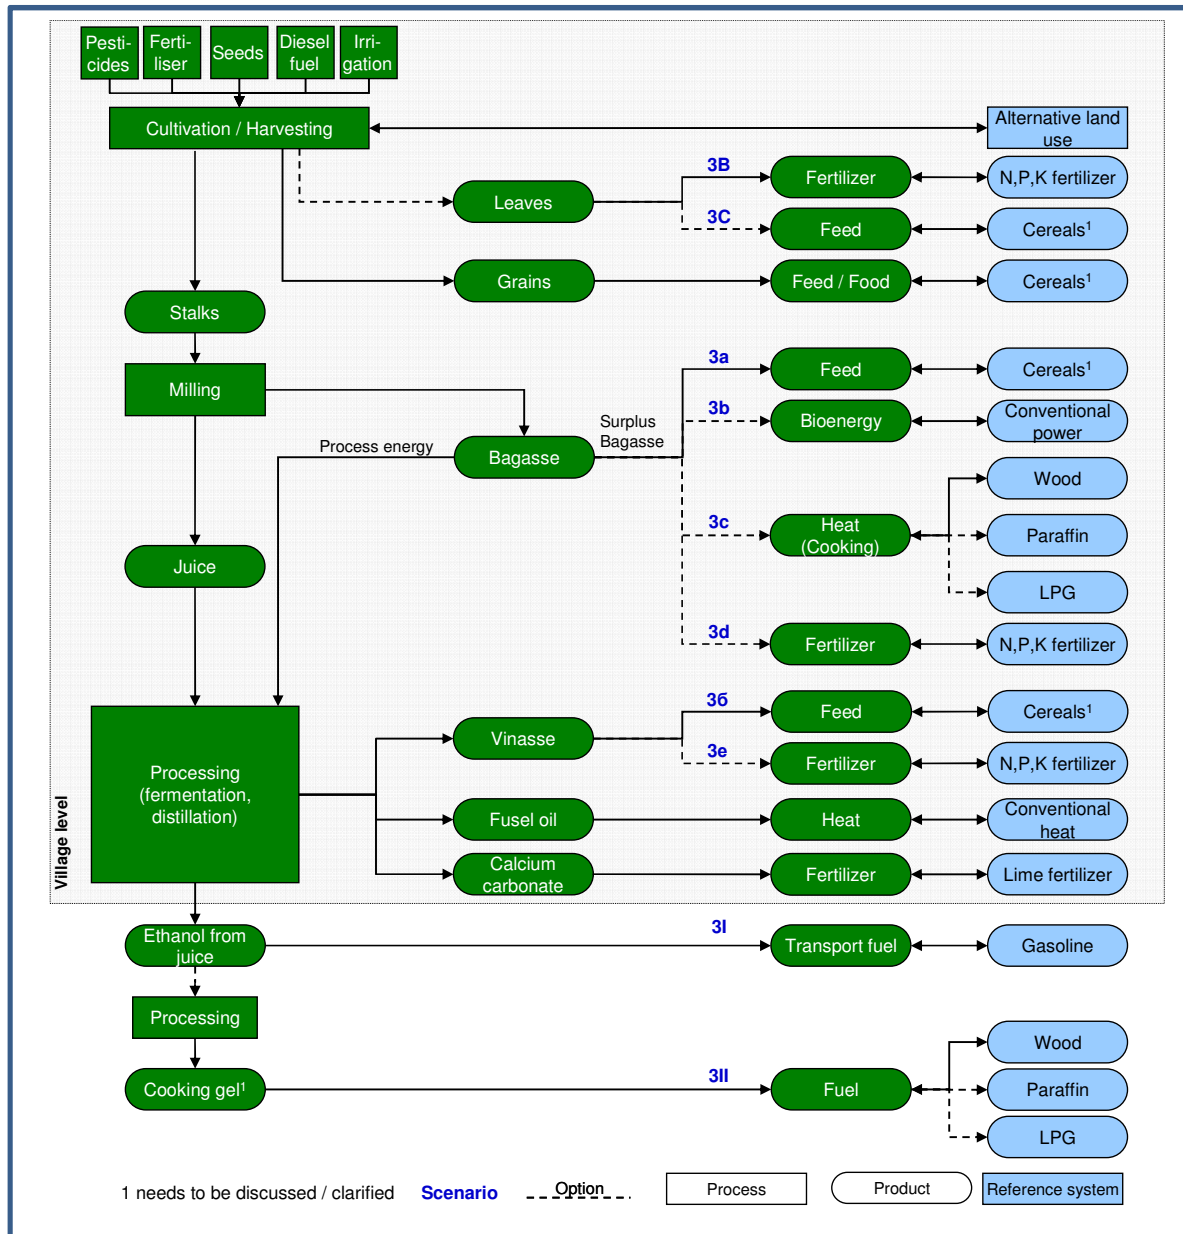 Pesti-
cides
Ferti-
liser
Seeds
Diesel
fuel
Irri-
gation
Cultivation / Harvesting
Alternative land
use
3B
Fertilizer
N,P,K fertilizer
Leaves
3C
Feed
Cereals¹
Grains
Feed / Food
Cereals¹
Stalks
3a
Feed
Cereals¹
Milling
3b
Bioenergy
Conventional
power
Surplus
Bagasse
Process energy
Bagasse
Wood
3c
Heat
(Cooking)
Paraffin
Juice
LPG
3d
Fertilizer
N,P,K fertilizer
3б
Feed
Cereals¹
Vinasse
3e
Fertilizer
N,P,K fertilizer
Processing
(fermentation,
distillation)
Fusel oil
Heat
Conventional
heat
Calcium
carbonate
Fertilizer
Lime fertilizer
Village level
Ethanol from
juice
3I
Transport fuel
Gasoline
Processing
Wood
Cooking gel¹
3II
Fuel
Paraffin
LPG
1 needs to be discussed / clarified
Scenario
Option
Process
Product
Reference system